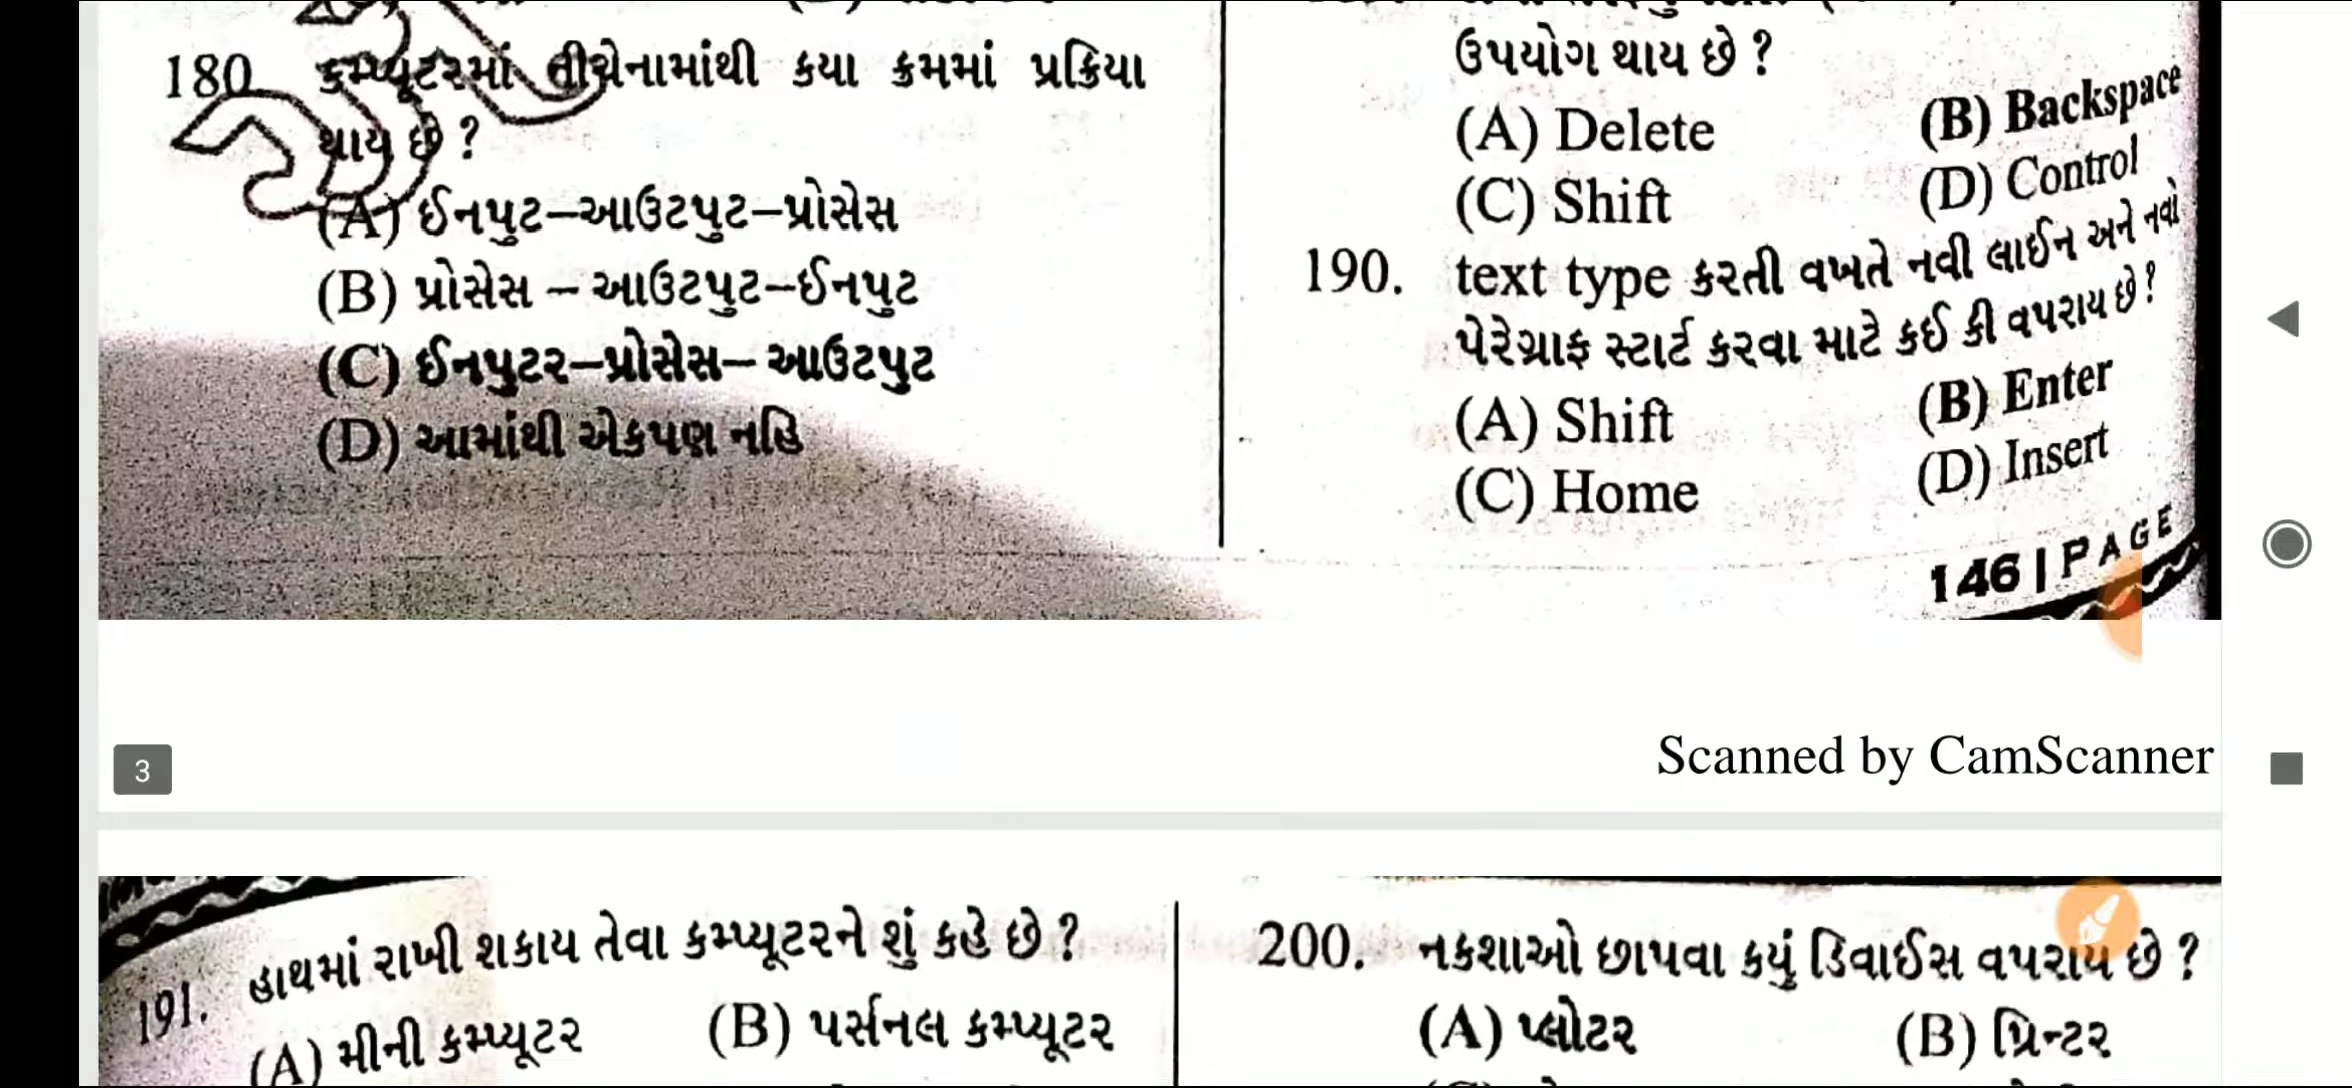 180. કમ્પ્યૂટરમાં નીચેનામાંથી કયા ક્રમમાં પ્રક્રિયા
થાય છે ?
(A) ઈનપુટ–આઉટપુટ–પ્રોસેસ
(B) પ્રોસેસ – આઉટપુટ–ઈનપુટ
(C) ઈનપુટર–પ્રોસેસ– આઉટપુટ
(D) આમાંથી એકપણ નહિ
ઉપયોગ થાય છે ?
(A) Delete (B) Backspace
(C) Shift (D) Control
190. text type કરતી વખતે નવી લાઈન અને નવો
પેરેગ્રાફ સ્ટાર્ટ કરવા માટે કઈ કી વપરાય છે ?
(A) Shift (B) Enter
(C) Home (D) Insert
146 | PAGE
3
Scanned by CamScanner
191. હાથમાં રાખી શકાય તેવા કમ્પ્યૂટરને શું કહે છે ?
(A) મીની કમ્પ્યૂટર (B) પર્સનલ કમ્પ્યૂટર
200. નકશાઓ છાપવા કયું ડિવાઈસ વપરાય છે ?
(A) પ્લોટર (B) પ્રિન્ટર